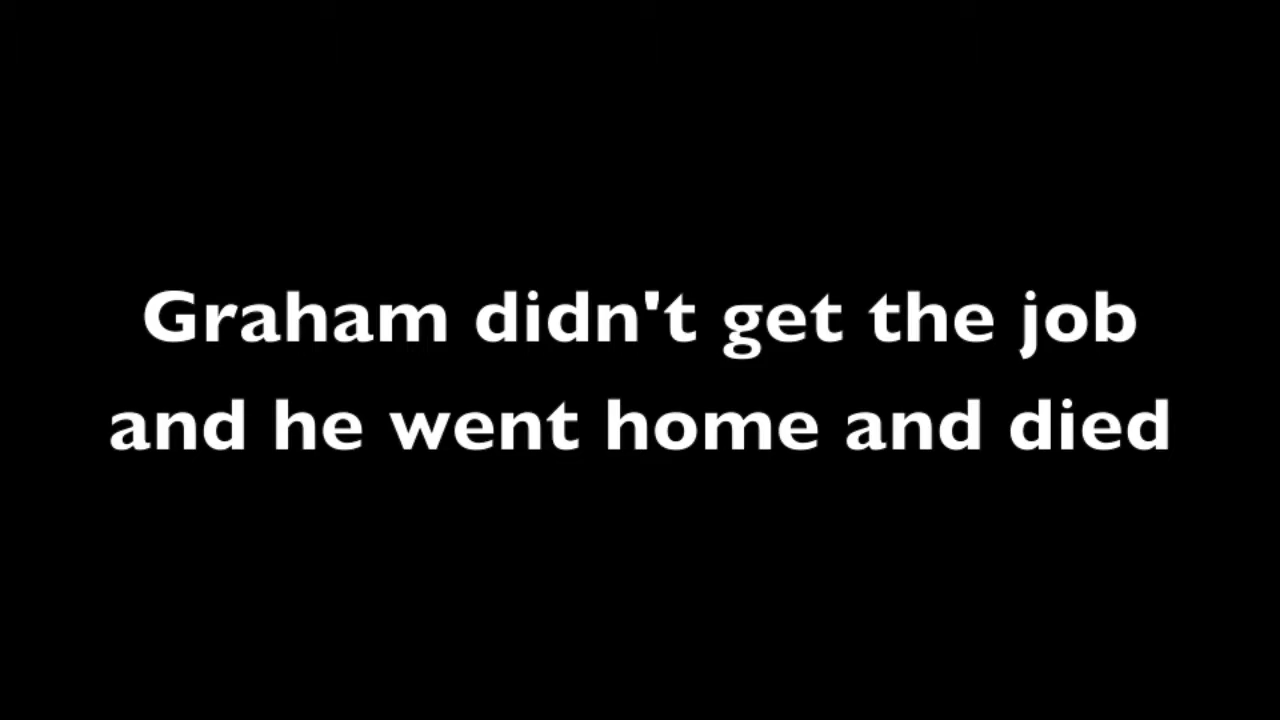 Graham didn't get the job
and he went home and died